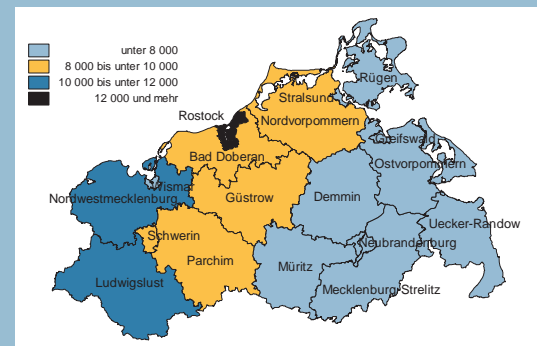 unter 8 000
8 000 bis unter 10 000
10 000 bis unter 12 000
12 000 und mehr
Rügen
Stralsund
Rostock
Nordvorpommern
Greifswald
Bad Doberan
Ostvorpommern
Wismar
Nordwestmecklenburg
Güstrow
Demmin
Uecker-Randow
Schwerin
Neubrandenburg
Parchim
Müritz
Ludwigslust
Mecklenburg-Strelitz